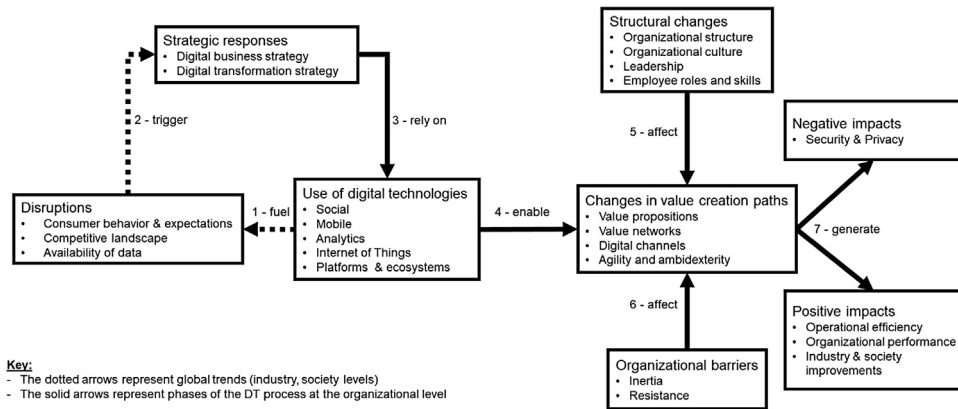 Strategic responses
• Digital business strategy
• Digital transformation strategy
Structural changes
• Organizational structure
• Organizational culture
• Leadership
• Employee roles and skills
2 - trigger
3 - rely on
5 - affect
Negative impacts
• Security & Privacy
Disruptions
• Consumer behavior & expectations
• Competitive landscape
• Availability of data
1 - fuel
Use of digital technologies
• Social
• Mobile
• Analytics
• Internet of Things
• Platforms & ecosystems
4 - enable
Changes in value creation paths
• Value propositions
• Value networks
• Digital channels
• Agility and ambidexterity
7 - generate
6 - affect
Positive impacts
• Operational efficiency
• Organizational performance
• Industry & society
improvements
Organizational barriers
• Inertia
• Resistance
Key:
- The dotted arrows represent global trends (industry, society levels)
- The solid arrows represent phases of the DT process at the organizational level